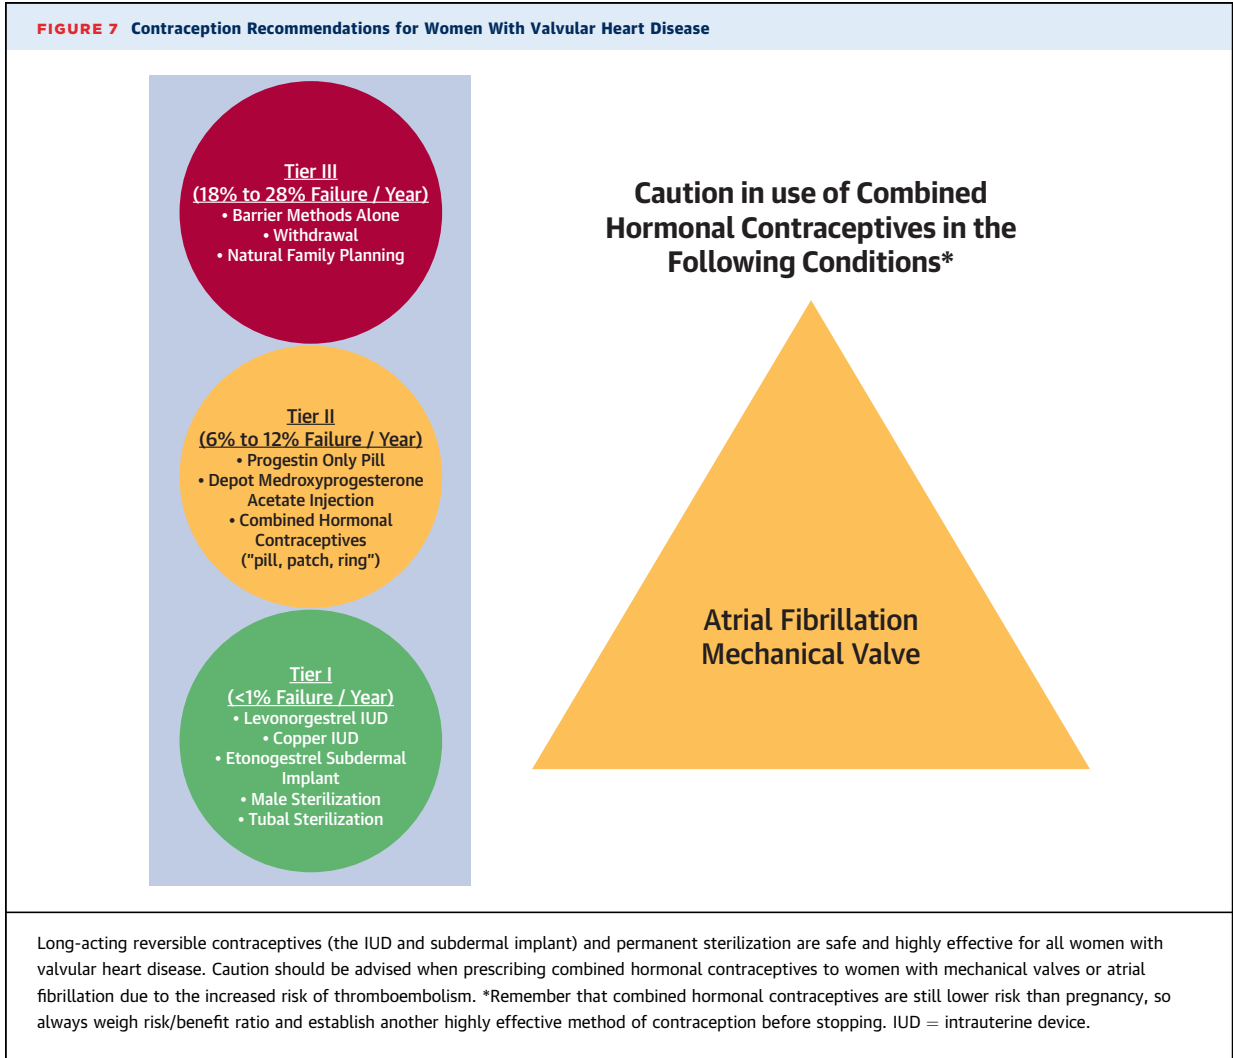 FIGURE 7 Contraception Recommendations for Women With Valvular Heart Disease
Tier III
(18% to 28% Failure / Year)
• Barrier Methods Alone
• Withdrawal
• Natural Family Planning
Tier II
(6% to 12% Failure / Year)
• Progestin Only Pill
• Depot Medroxyprogesterone
Acetate Injection
• Combined Hormonal
Contraceptives
("pill, patch, ring")
Tier I
(<1% Failure / Year)
• Levonorgestrel IUD
• Copper IUD
• Etonogestrel Subdermal
Implant
• Male Sterilization
• Tubal Sterilization
Caution in use of Combined
Hormonal Contraceptives in the
Following Conditions*
Atrial Fibrillation
Mechanical Valve
Long-acting reversible contraceptives (the IUD and subdermal implant) and permanent sterilization are safe and highly effective for all women with
valvular heart disease. Caution should be advised when prescribing combined hormonal contraceptives to women with mechanical valves or atrial
fibrillation due to the increased risk of thromboembolism. *Remember that combined hormonal contraceptives are still lower risk than pregnancy, so
always weigh risk/benefit ratio and establish another highly effective method of contraception before stopping. IUD = intrauterine device.